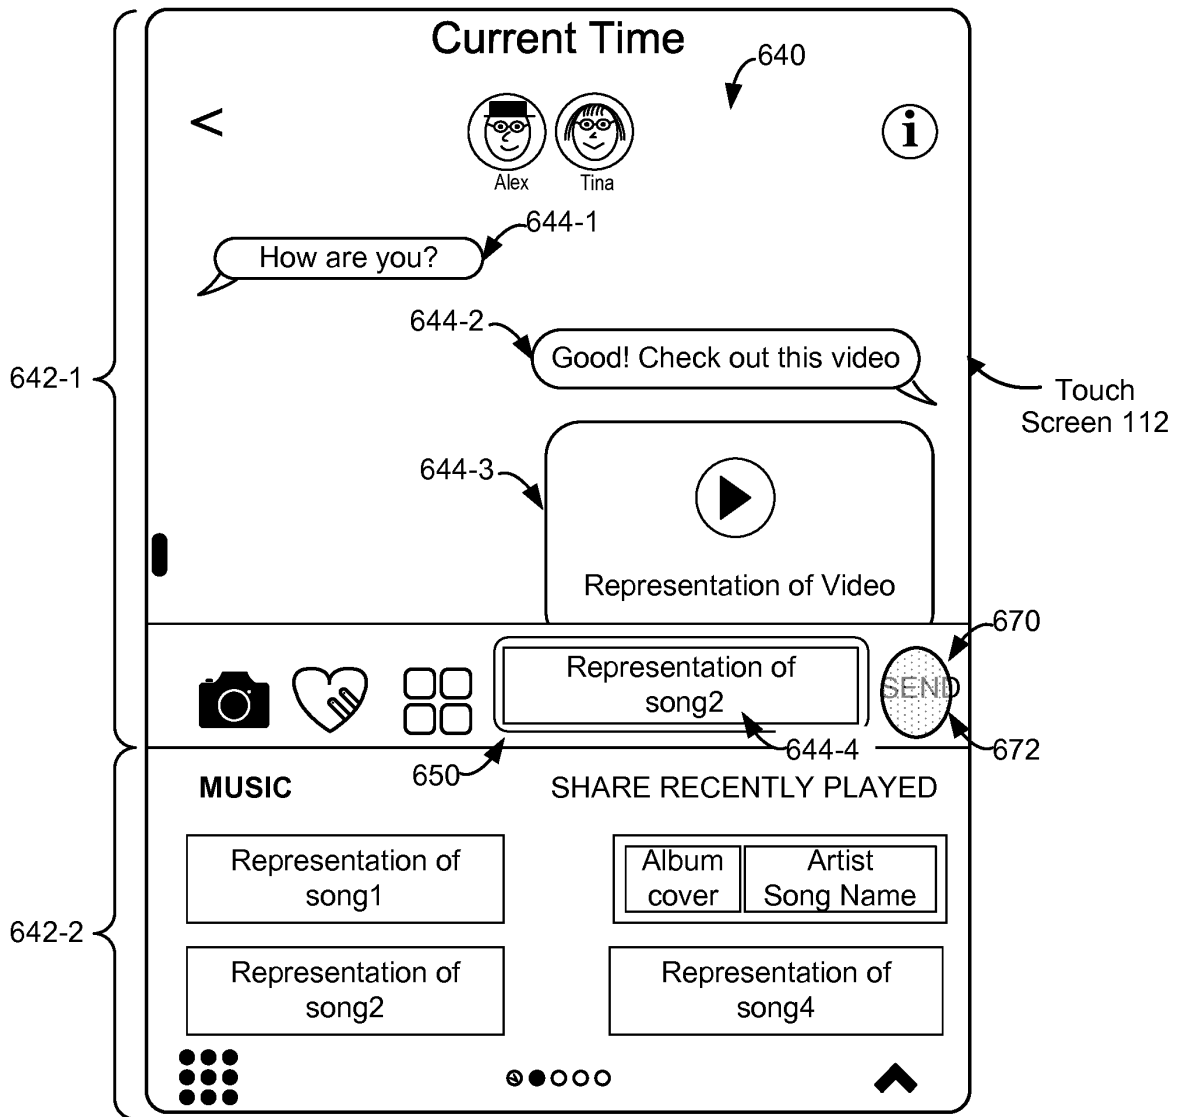 Current Time
640
<
i
Alex
Tina
644-1
How are you?
644-2
Good! Check out this video
642-1
Touch
Screen 112
644-3
Representation of Video
670
Representation of
song2
SEND
644-4
672
650
MUSIC
SHARE RECENTLY PLAYED
Representation of
song1
Album
cover
Artist
Song Name
642-2
Representation of
song2
Representation of
song4